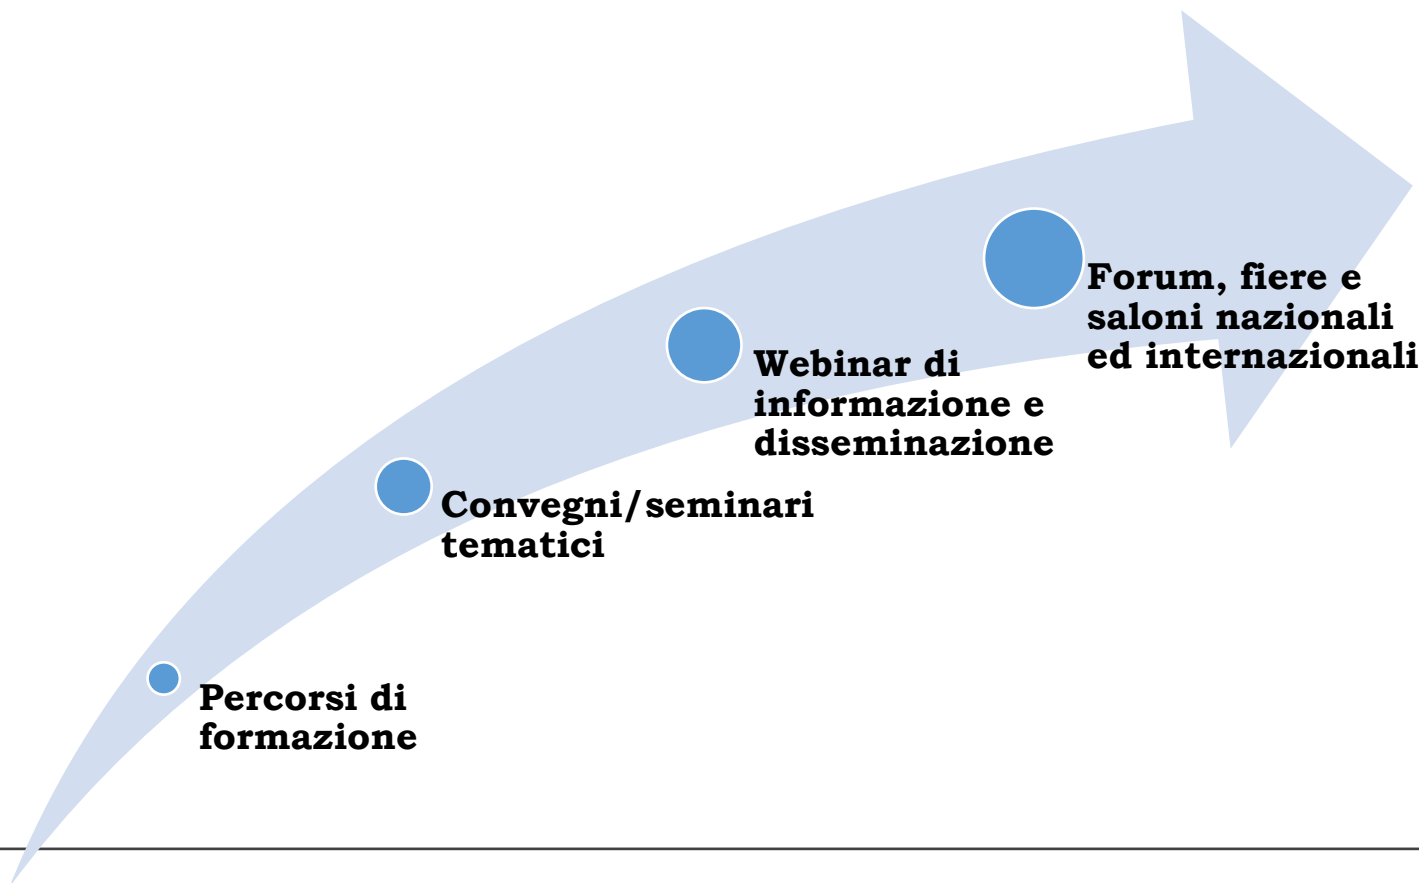 Forum, fiere e
saloni nazionali
ed internazionali
Webinar di
informazione e
disseminazione
Convegni/seminari
tematici
Percorsi di
formazione